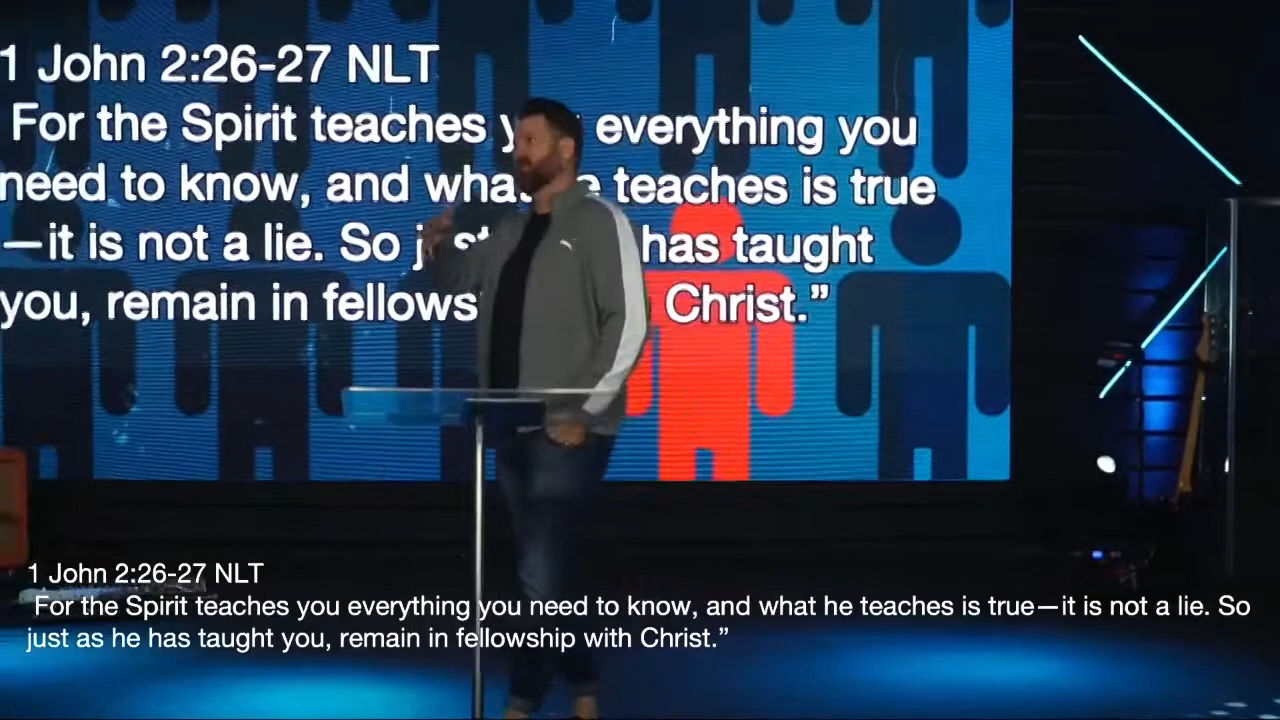 1 John 2:26-27 NLT
For the Spirit teaches everything you
need to know, and what teaches is true
—it is not a lie. So has taught
you, remain in Christ.”
1 John 2:26-27 NLT
For the Spirit teaches you everything you need to know, and what he teaches is true—it is not a lie. So
just as he has taught you, remain in fellowship with Christ.”